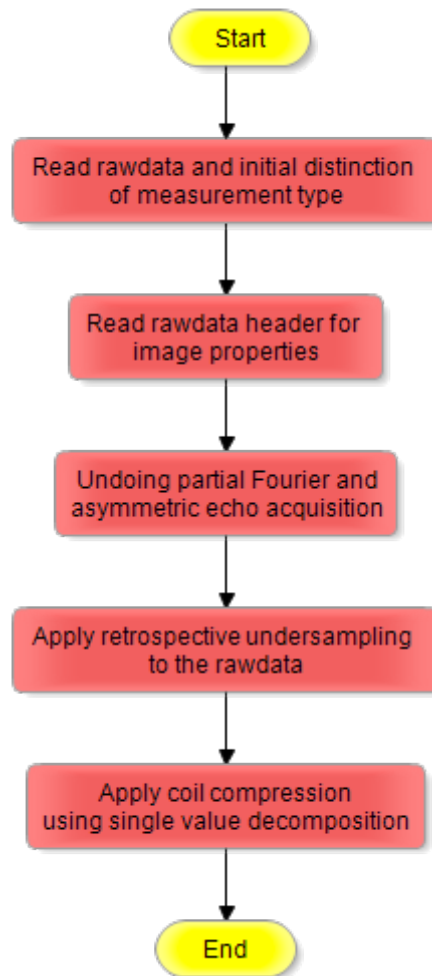 Start
Read rawdata and initial distinction
of measurement type
Read rawdata header for
image properties
Undoing partial Fourier and
asymmetric echo acquisition
Apply retrospective undersampling
to the rawdata
Apply coil compression
using single value decomposition
End